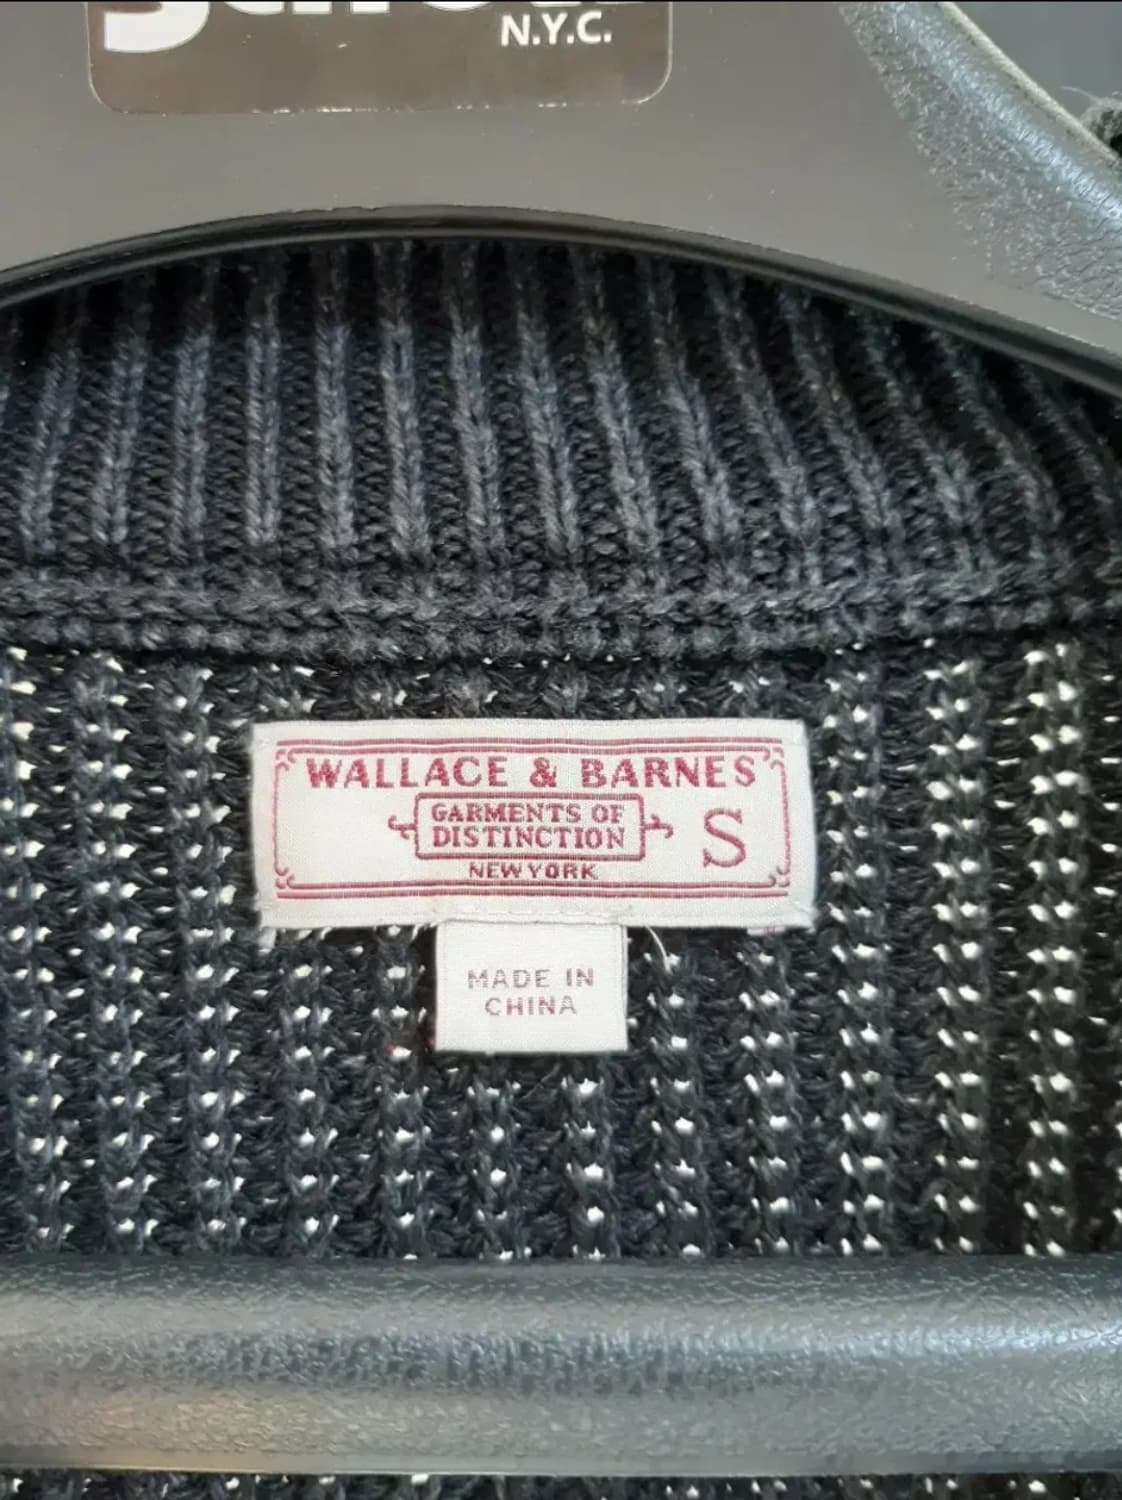 N.Y.C.
WALLACE & BARNES
GARMENTS OF
DISTINCTION
S
NEW YORK
MADE IN
CHINA